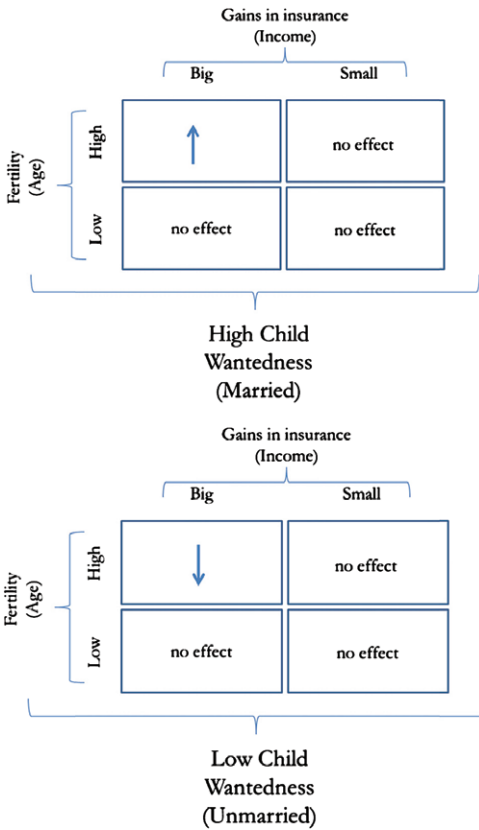 Gains in insurance
(Income)
Big Small
Fertility
(Age)
High
no effect
Low
no effect no effect
High Child
Wantedness
(Married)
Gains in insurance
(Income)
Big Small
Fertility
(Age)
High
no effect
Low
no effect no effect
Low Child
Wantedness
(Unmarried)